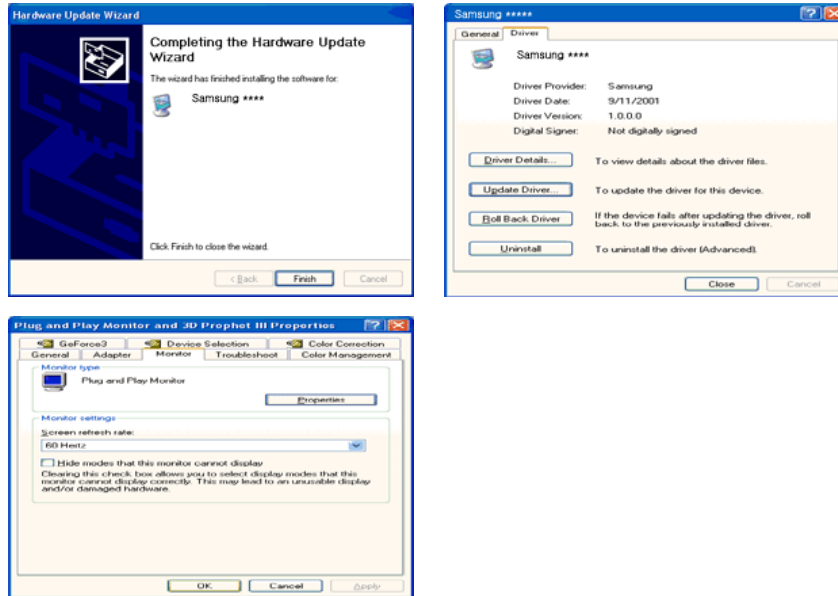 Hardware Update Wizard
Completing the Hardware Update
Wizard
The wizard has finished installing the software for:
Samsung ****
Click Finish to close the wizard.
< Back
Finish
Cancel
Samsung *****
General
Driver
Samsung ****
Driver Provider: Samsung
Driver Date: 9/11/2001
Driver Version: 1.0.0.0
Digital Signer: Not digitally signed
Driver Details...
To view details about the driver files.
Update Driver...
To update the driver for this device.
Roll Back Driver
If the device fails after updating the driver, roll
back to the previously installed driver.
Uninstall
To uninstall the driver (Advanced).
Close
Cancel
Plug and Play Monitor and 3D Prophet III Properties
GeForce3
Device Selection
Color Correction
General
Adapter
Monitor
Troubleshoot
Color Management
Monitor type
Plug and Play Monitor
Properties
Monitor settings
Screen refresh rate:
60 Hertz
Hide modes that this monitor cannot display
Clearing this check box allows you to select display modes that this
monitor cannot display correctly. This may lead to an unusable display
and/or damaged hardware.
OK
Cancel
Apply